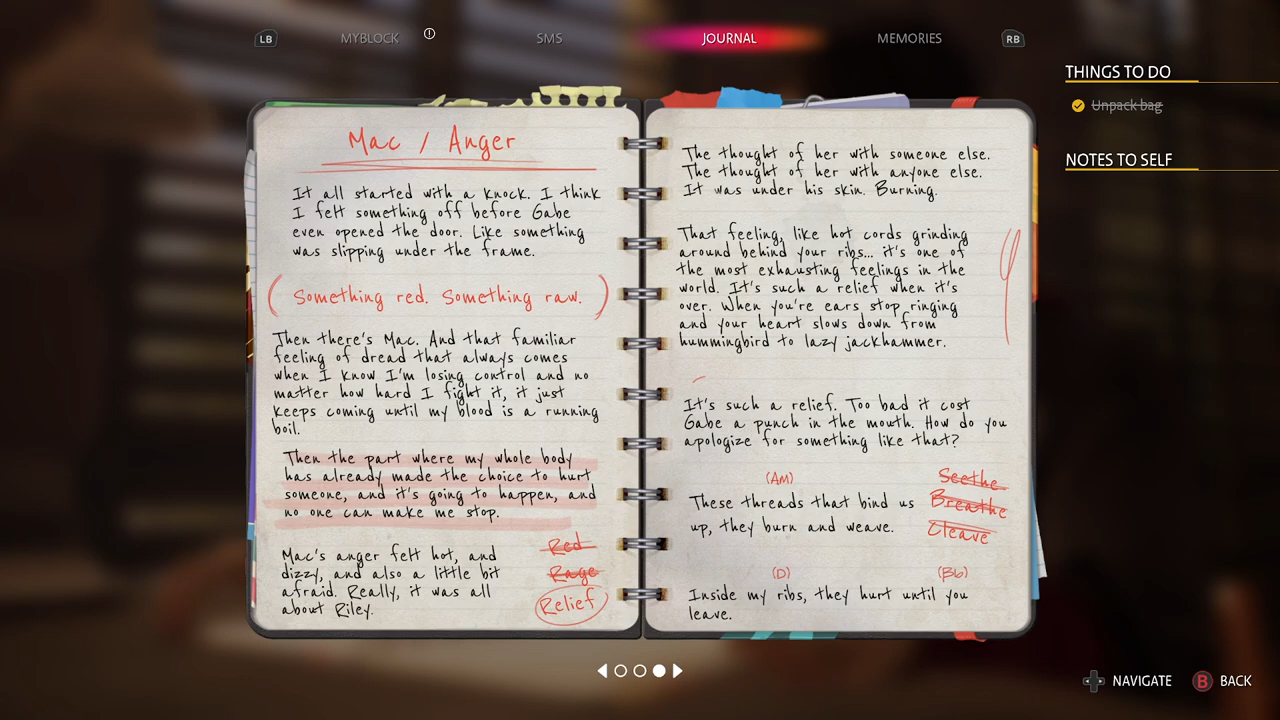 LB
MYBLOCK
SMS
JOURNAL
MEMORIES
RB
THINGS TO DO
Unpack bag
NOTES TO SELF
Mac / Anger
It all started with a knock. I think
I felt something off before Gabe
even opened the door. Like something
was slipping under the frame.
(Something red. Something raw.)
Then there's Mac. And that familiar
feeling of dread that always comes
when I know I'm losing control and no
matter how hard I fight it, it just
keeps coming until my blood is a running
boil.
Then the part where my whole body
has already made the choice to hurt
someone, and it's going to happen, and
no one can make me stop.
Mac's anger felt hot, and
dizzy, and also a little bit
afraid. Really, it was all
about Riley.
Red
Rage
Relief
The thought of her with someone else.
The thought of her with anyone else.
It was under his skin. Burning.
That feeling, like hot cords grinding
around behind your ribs... it's one of
the most exhausting feelings in the
world. It's such a relief when it's
over. When you're ears stop ringing
and your heart slows down from
hummingbird to lazy jackhammer.
It's such a relief. Too bad it cost
Gabe a punch in the mouth. How do you
apologize for something like that?
(AM)
These threads that bind us
up, they burn and weave.
Seethe
Breathe
Cleave
(D) (Bb)
Inside my ribs, they hurt until you
leave.
NAVIGATE
B BACK